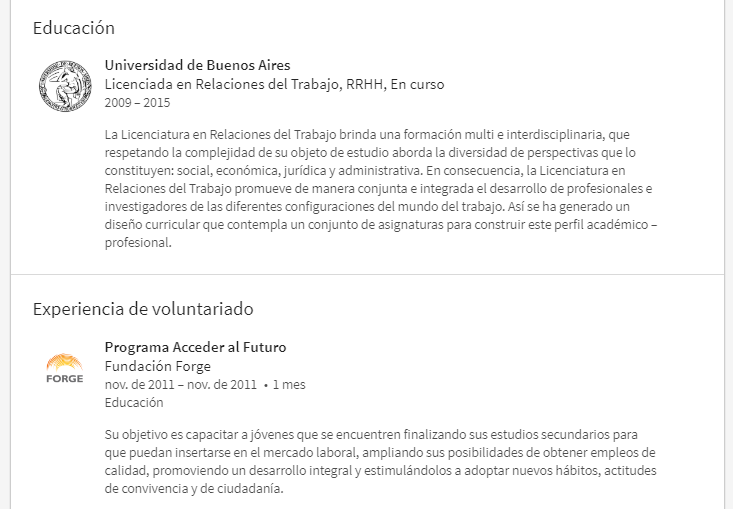 Educación
Universidad de Buenos Aires
Licenciada en Relaciones del Trabajo, RRHH, En curso
2009 – 2015
La Licenciatura en Relaciones del Trabajo brinda una formación multi e interdisciplinaria, que
respetando la complejidad de su objeto de estudio aborda la diversidad de perspectivas que lo
constituyen: social, económica, jurídica y administrativa. En consecuencia, la Licenciatura en
Relaciones del Trabajo promueve de manera conjunta e integrada el desarrollo de profesionales e
investigadores de las diferentes configuraciones del mundo del trabajo. Así se ha generado un
diseño curricular que contempla un conjunto de asignaturas para construir este perfil académico –
profesional.
Experiencia de voluntariado
Programa Acceder al Futuro
FORGE
Fundación Forge
nov. de 2011 – nov. de 2011 • 1 mes
Educación
Su objetivo es capacitar a jóvenes que se encuentren finalizando sus estudios secundarios para
que puedan insertarse en el mercado laboral, ampliando sus posibilidades de obtener empleos de
calidad, promoviendo un desarrollo integral y estimulándolos a adoptar nuevos hábitos, actitudes
de convivencia y de ciudadanía.